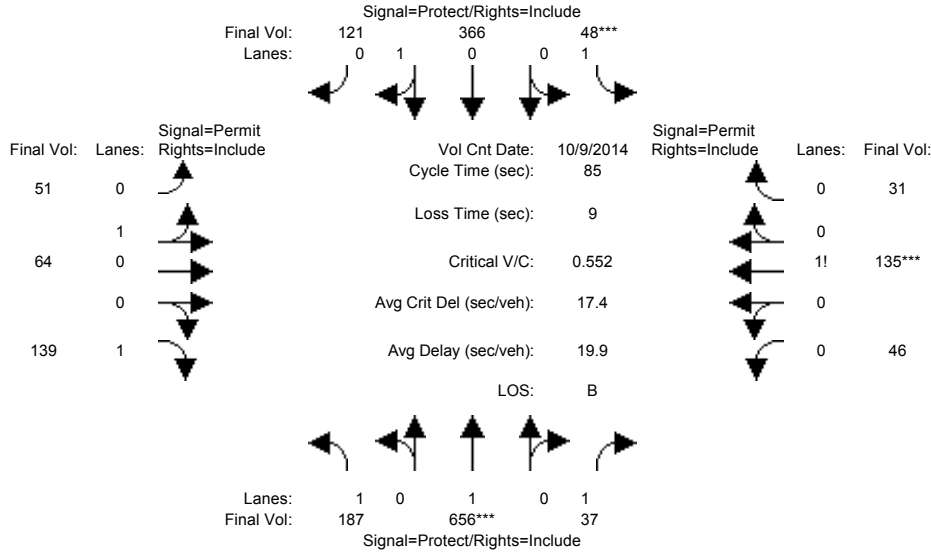 Signal=Protect/Rights=Include
Final Vol: 121 366 48***
Lanes: 0 1 0 0 1
Signal=Permit Signal=Permit
Final Vol: Lanes: Rights=Include Vol Cnt Date: 10/9/2014 Rights=Include Lanes: Final Vol:
Cycle Time (sec): 85
51 0 0 31
Loss Time (sec): 9
1 0
64 0 Critical V/C: 0.552 1! 135***
0 Avg Crit Del (sec/veh): 17.4 0
139 1 Avg Delay (sec/veh): 19.9 0 46
LOS: B
Lanes: 1 0 1 0 1
Final Vol: 187 656*** 37
Signal=Protect/Rights=Include